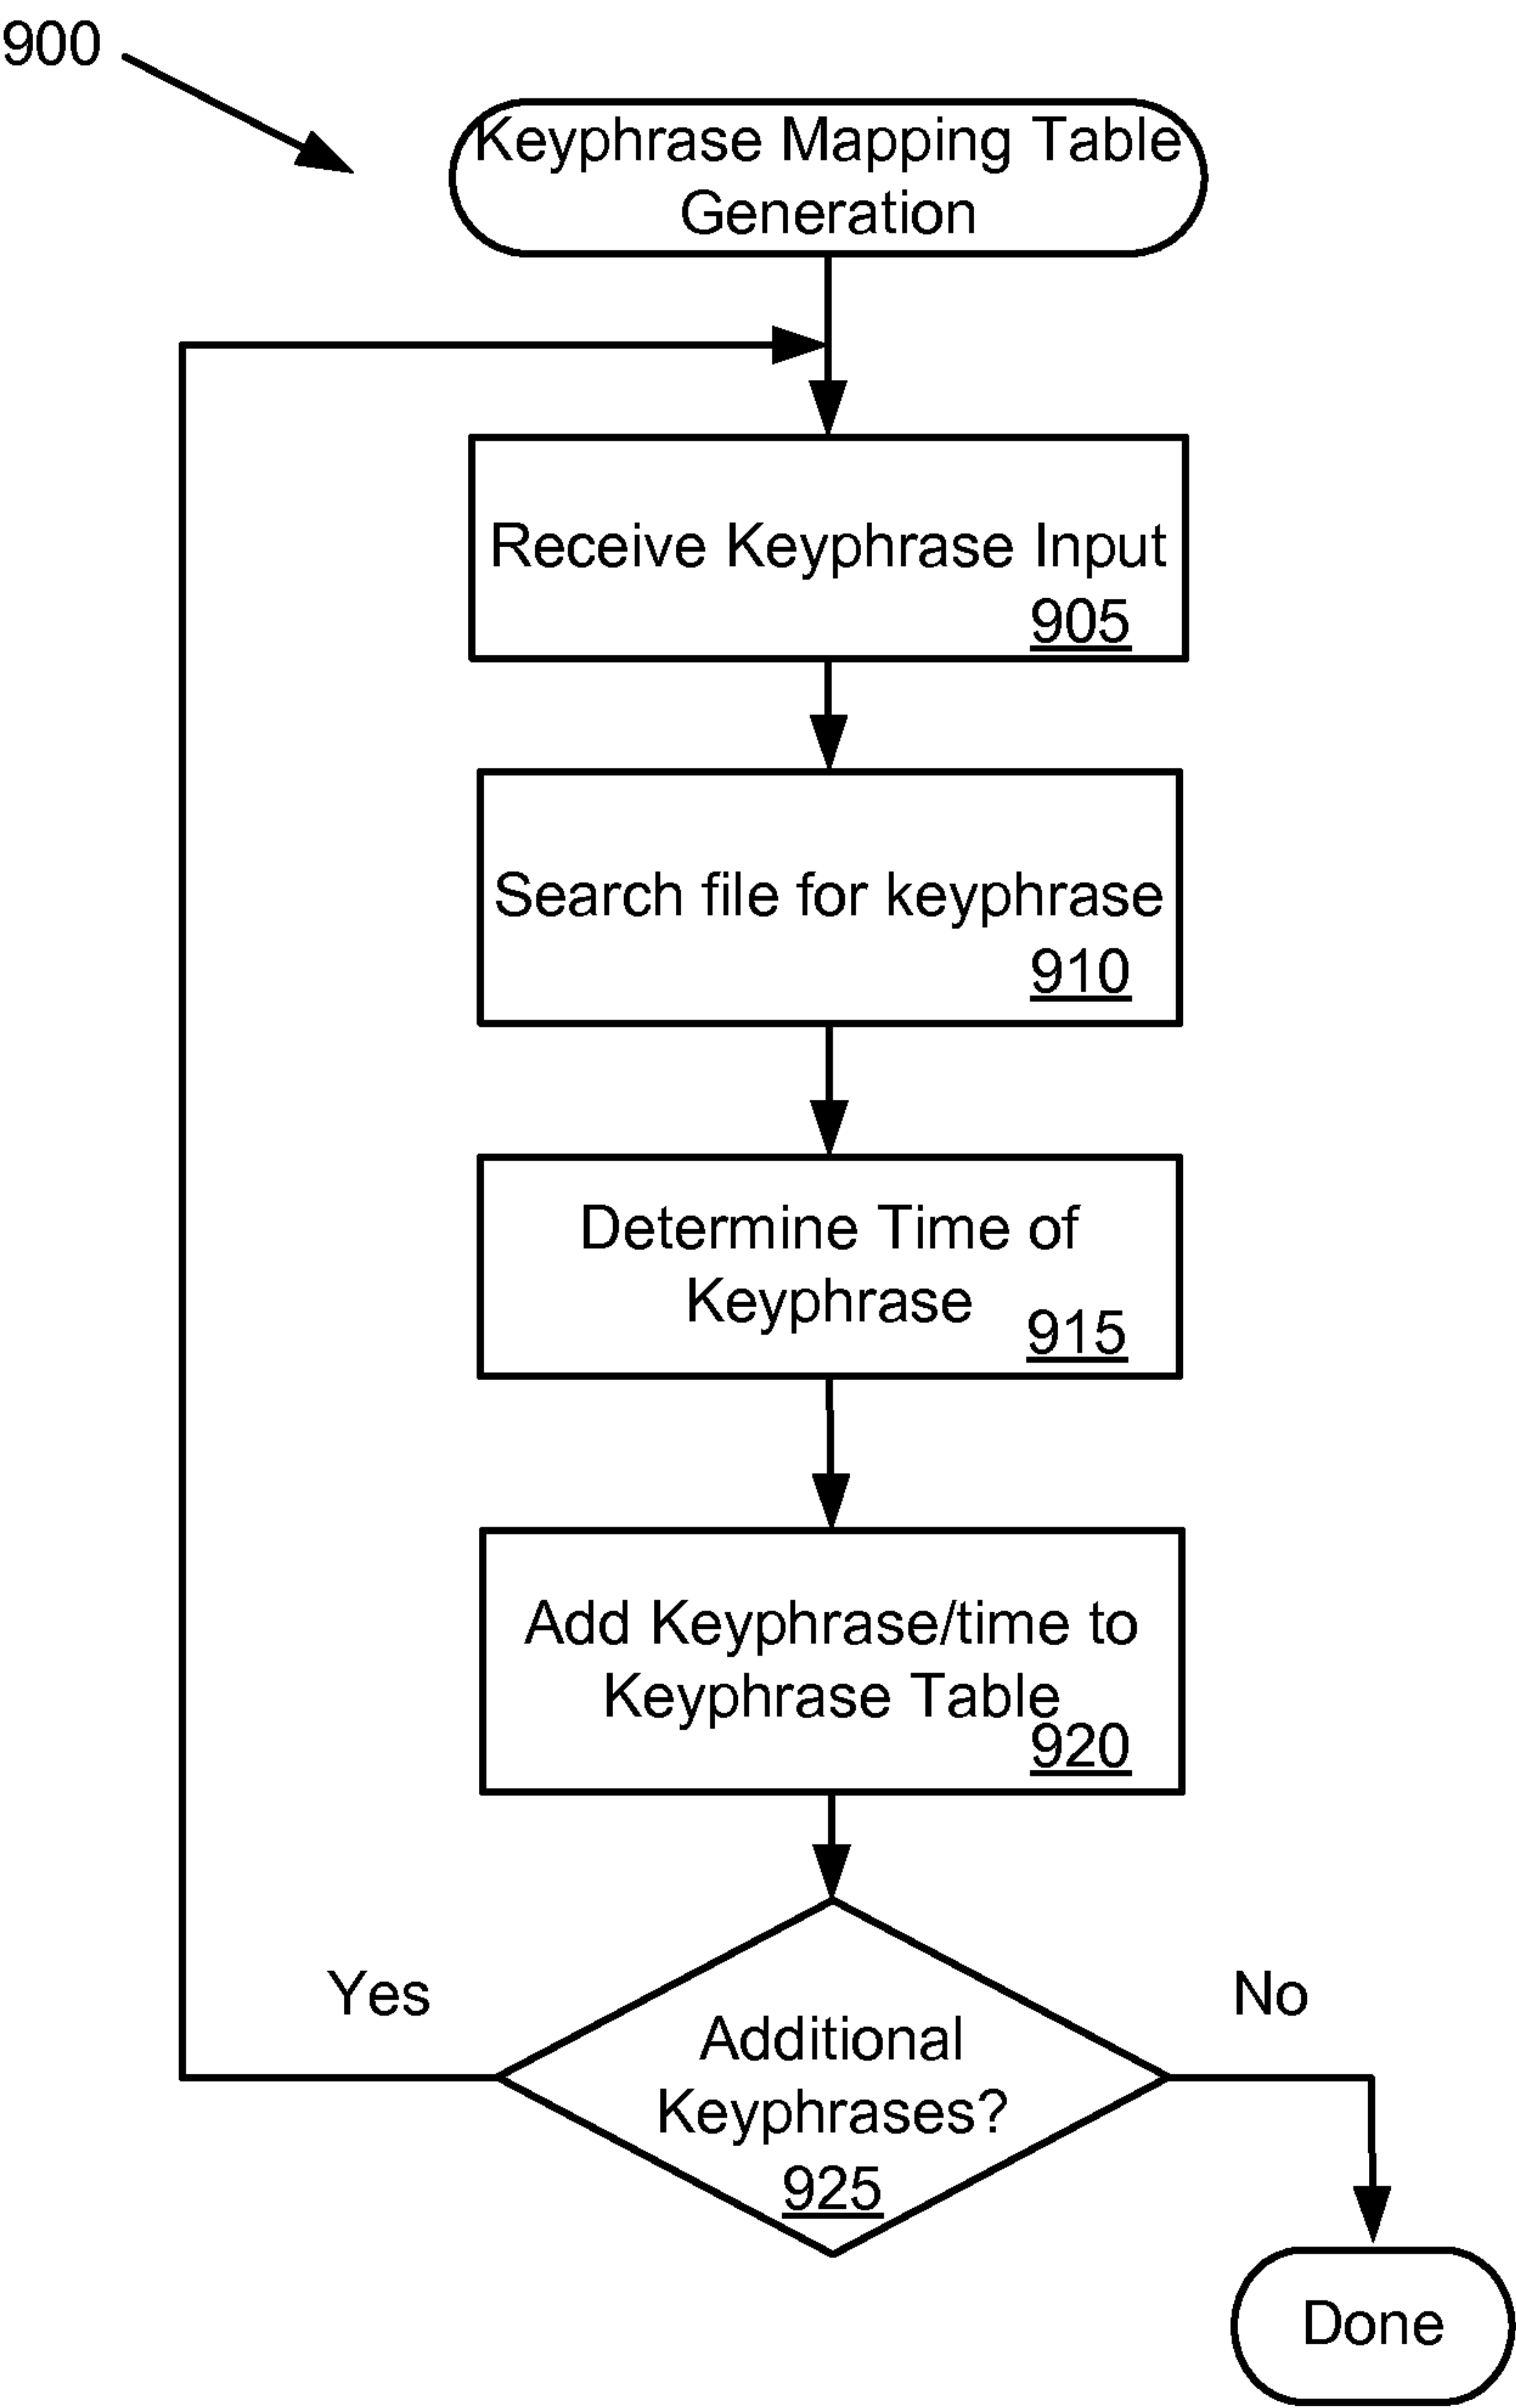 900
Keyphrase Mapping Table
Generation
Receive Keyphrase Input
905
Search file for keyphrase
910
Determine Time of
Keyphrase
915
Add Keyphrase/time to
Keyphrase Table
920
Yes
No
Additional
Keyphrases?
925
Done